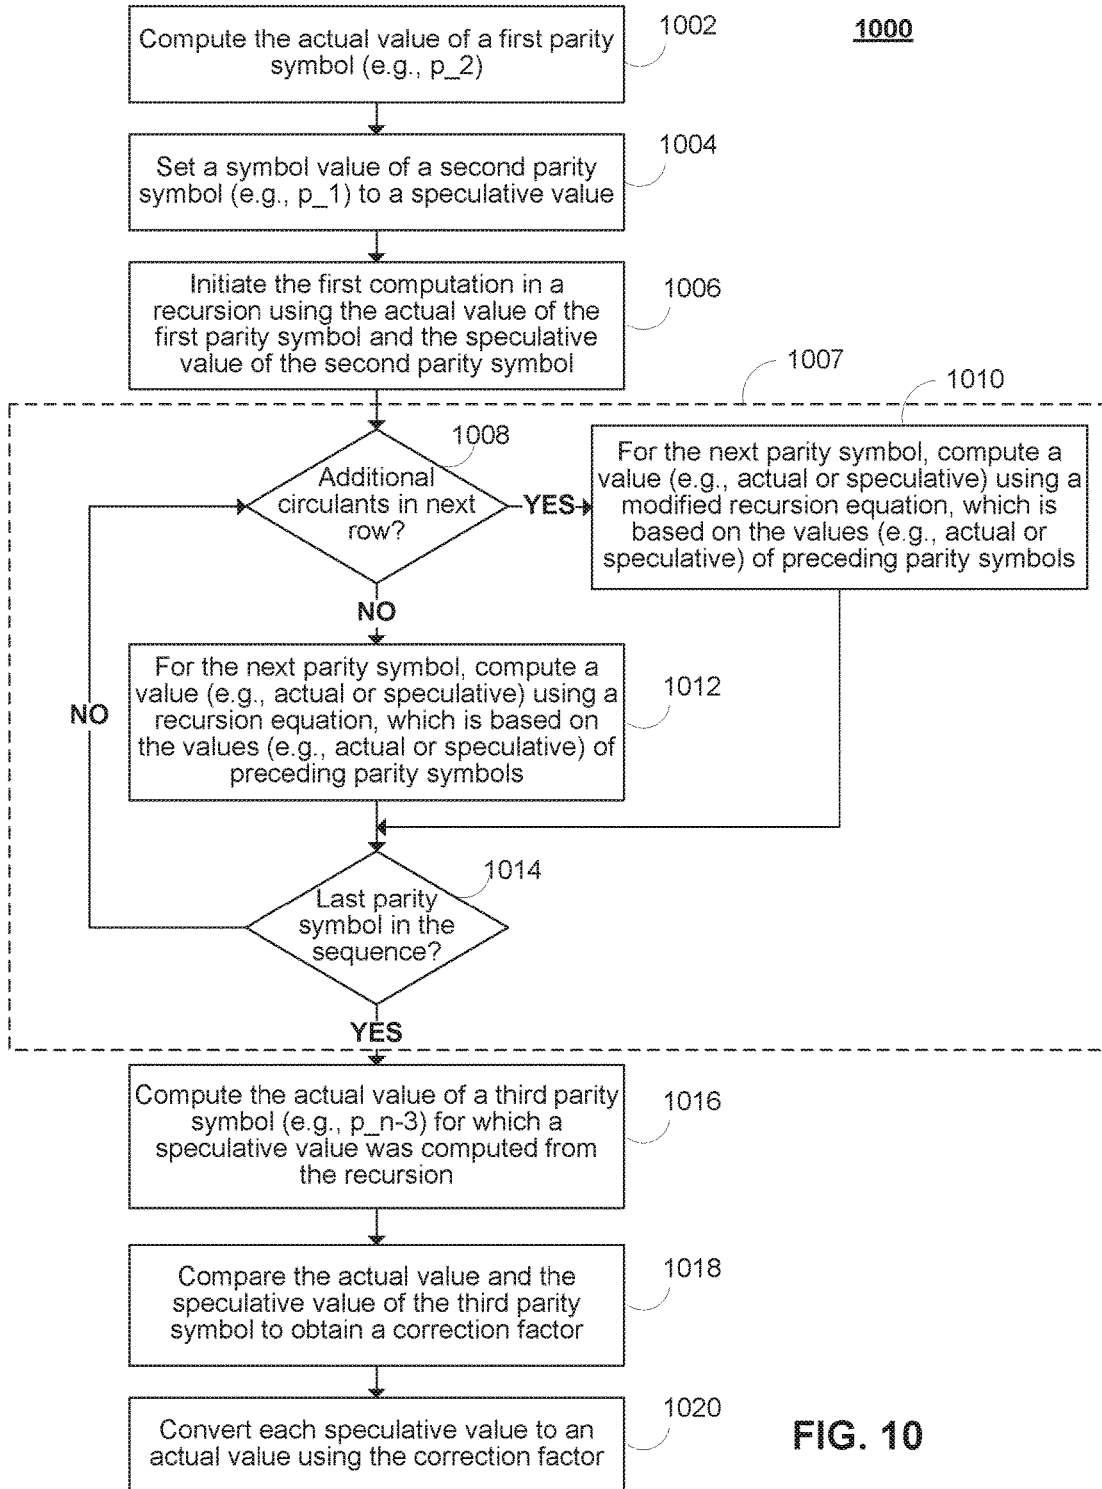 1000
Compute the actual value of a first parity
symbol (e.g., p_2)
1002
Set a symbol value of a second parity
symbol (e.g., p_1) to a speculative value
1004
Initiate the first computation in a
recursion using the actual value of the
first parity symbol and the speculative
value of the second parity symbol
1006
1007
1008
Additional
circulants in next
row?
YES
1010
For the next parity symbol, compute a
value (e.g., actual or speculative) using a
modified recursion equation, which is
based on the values (e.g., actual or
speculative) of preceding parity symbols
NO
For the next parity symbol, compute a
value (e.g., actual or speculative) using a
recursion equation, which is based on
the values (e.g., actual or speculative) of
preceding parity symbols
1012
NO
1014
Last parity
symbol in the
sequence?
YES
Compute the actual value of a third parity
symbol (e.g., p_n-3) for which a
speculative value was computed from
the recursion
1016
Compare the actual value and the
speculative value of the third parity
symbol to obtain a correction factor
1018
Convert each speculative value to an
actual value using the correction factor
1020
FIG. 10